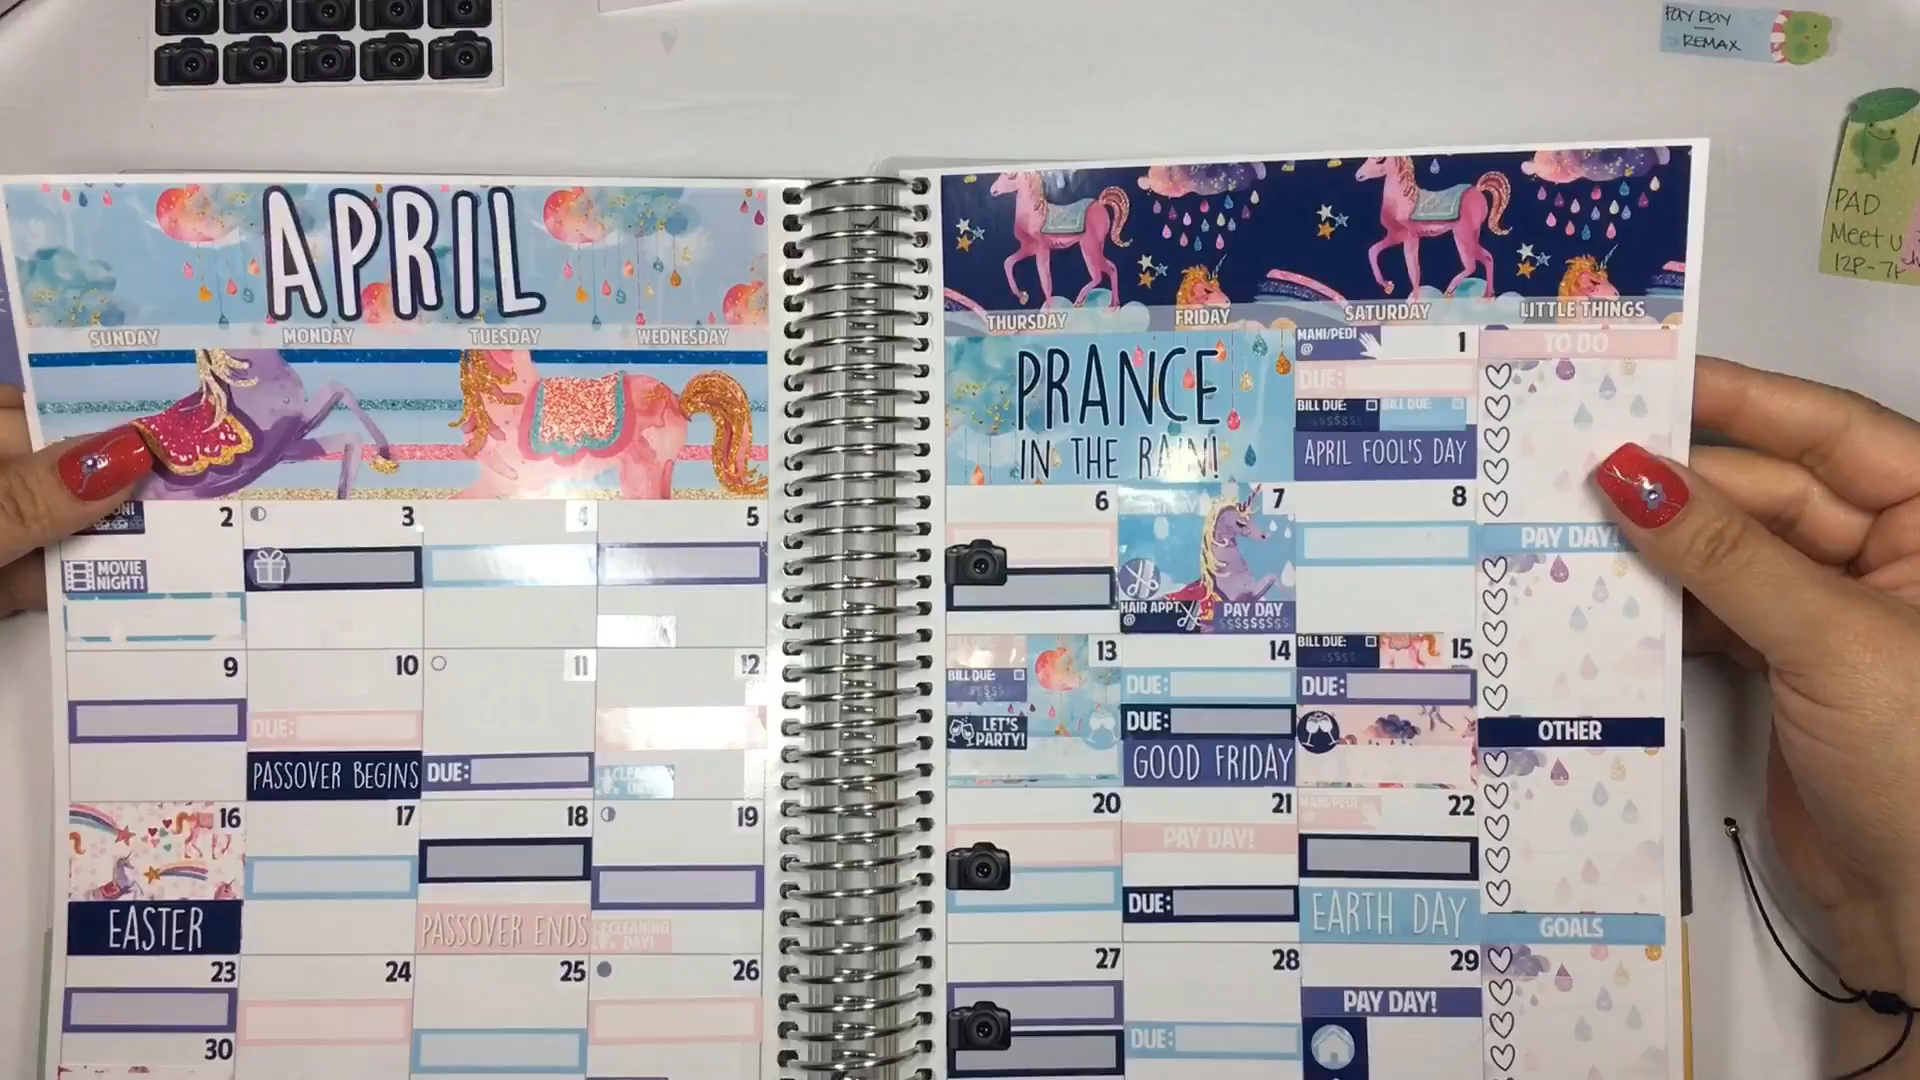 PAY DAY
REMAX
PAD
Meet u
12P-7P
APRIL
SUNDAY
MONDAY
TUESDAY
WEDNESDAY
THURSDAY
FRIDAY
SATURDAY
LITTLE THINGS
PRANCE
IN THE RAIN!
MANI/PEDI
@
1
DUE:
BILL DUE:
$$$$$$
BILL DUE:
APRIL FOOL'S DAY
TO DO
2
MOVIE
NIGHT!
3
4
5
6
7
HAIR APPT.
@
PAY DAY
$$$$$$$$
8
PAY DAY!
9
10
DUE:
PASSOVER BEGINS
11
DUE:
12
13
BILL DUE:
$$$$$
LET'S
PARTY!
14
DUE:
DUE:
GOOD FRIDAY
BILL DUE:
$$$$$
15
DUE:
OTHER
16
EASTER
17
18
PASSOVER ENDS
19
CLEANING
DAY!
20
21
PAY DAY!
DUE:
MANI/PEDI
22
EARTH DAY
GOALS
23
24
25
26
27
28
DUE:
29
PAY DAY!
30